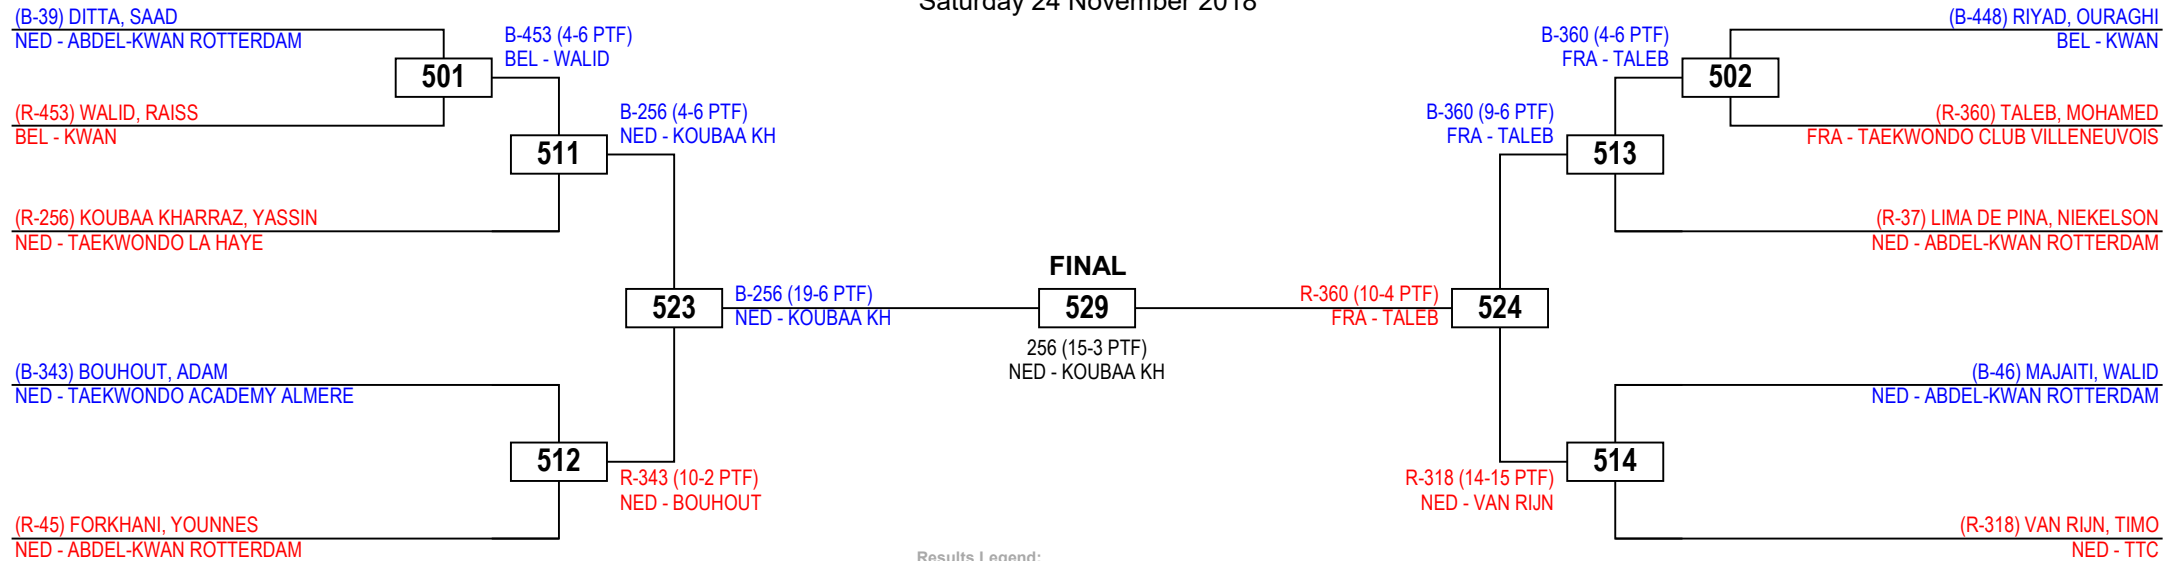 Saturday 24 November 2018
(B-39) DITTA, SAAD
NED - ABDEL-KWAN ROTTERDAM
501
(R-453) WALID, RAISS
BEL - KWAN
B-453 (4-6 PTF)
BEL - WALID
511
(R-256) KOUBAA KHARRAZ, YASSIN
NED - TAEKWONDO LA HAYE
B-256 (4-6 PTF)
NED - KOUBAA KH
523
(B-343) BOUHOUT, ADAM
NED - TAEKWONDO ACADEMY ALMERE
512
(R-45) FORKHANI, YOUNNES
NED - ABDEL-KWAN ROTTERDAM
R-343 (10-2 PTF)
NED - BOUHOUT
B-256 (19-6 PTF)
NED - KOUBAA KH
FINAL
529
256 (15-3 PTF)
NED - KOUBAA KH
R-360 (10-4 PTF)
FRA - TALEB
524
B-360 (9-6 PTF)
FRA - TALEB
513
B-360 (4-6 PTF)
FRA - TALEB
502
(B-448) RIYAD, OURAGHI
BEL - KWAN
(R-360) TALEB, MOHAMED
FRA - TAEKWONDO CLUB VILLENEUVOIS
(R-37) LIMA DE PINA, NIEKELSON
NED - ABDEL-KWAN ROTTERDAM
R-318 (14-15 PTF)
NED - VAN RIJN
514
(B-46) MAJAITI, WALID
NED - ABDEL-KWAN ROTTERDAM
(R-318) VAN RIJN, TIMO
NED - TTC
Results Legend: